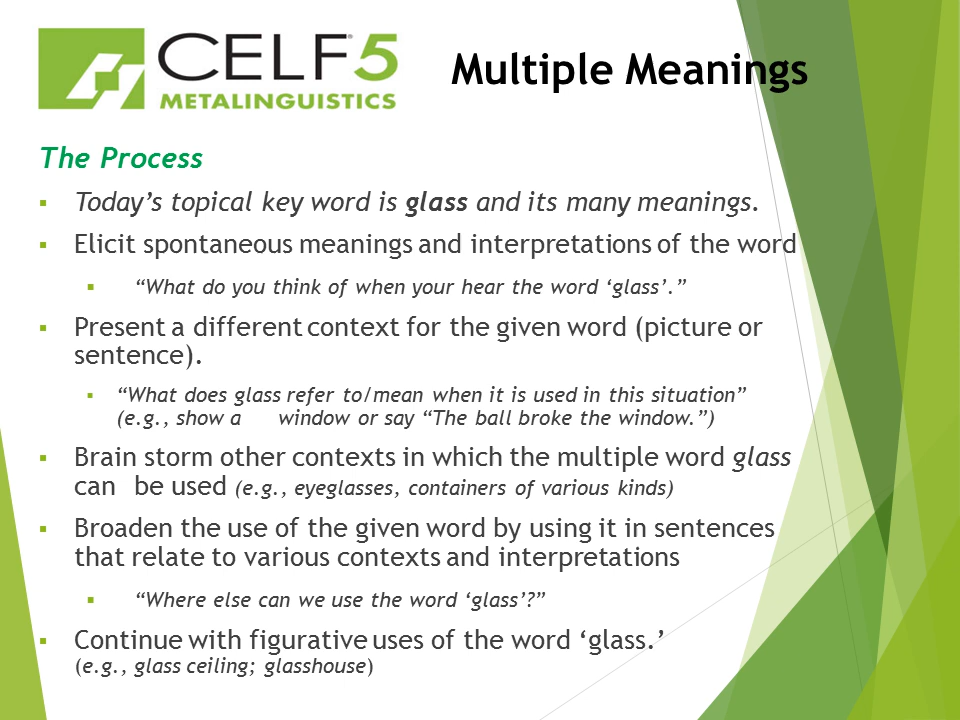 CELF 5
METALINGUISTICS
Multiple Meanings
The Process
▪ Today’s topical key word is glass and its many meanings.
▪ Elicit spontaneous meanings and interpretations of the word
▪ “What do you think of when your hear the word ‘glass’.”
▪ Present a different context for the given word (picture or
sentence).
▪ “What does glass refer to/mean when it is used in this situation”
(e.g., show a window or say “The ball broke the window.”)
▪ Brain storm other contexts in which the multiple word glass
can be used (e.g., eyeglasses, containers of various kinds)
▪ Broaden the use of the given word by using it in sentences
that relate to various contexts and interpretations
▪ “Where else can we use the word ‘glass’?”
▪ Continue with figurative uses of the word ‘glass.’
(e.g., glass ceiling; glasshouse)